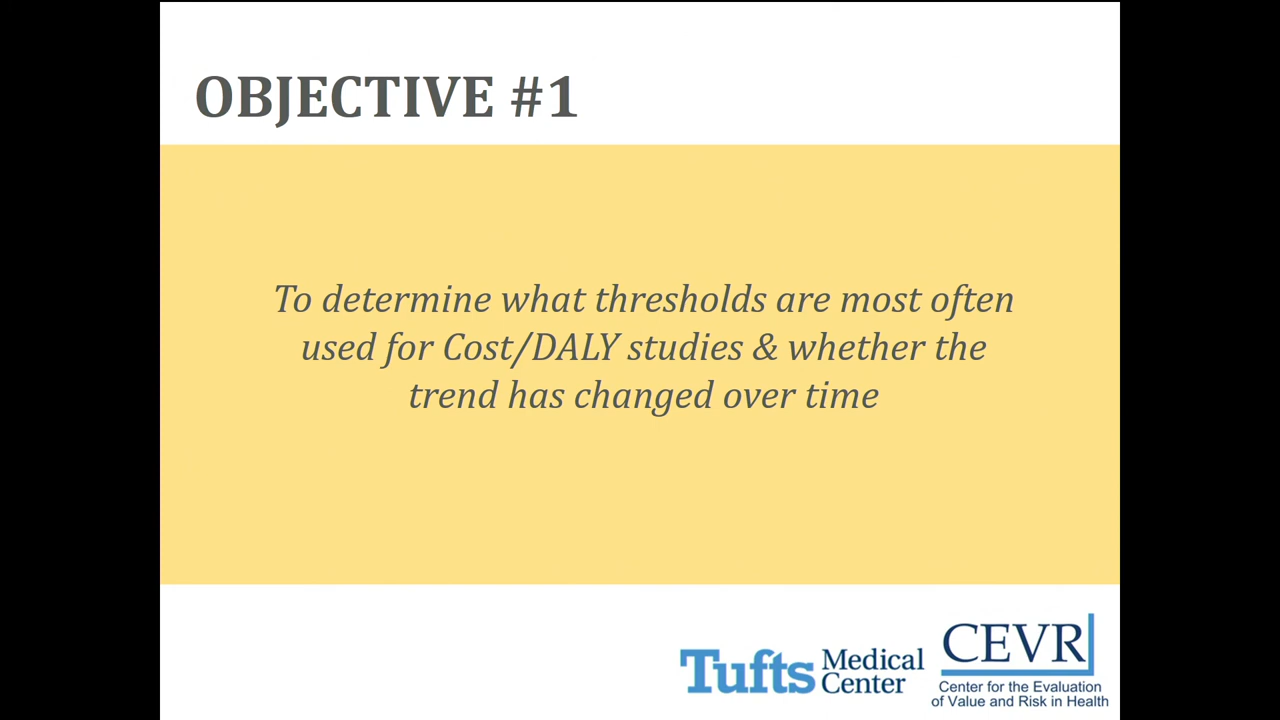 OBJECTIVE #1
To determine what thresholds are most often
used for Cost/DALY studies & whether the
trend has changed over time
Tufts Medical Center
CEVR
Center for the Evaluation
of Value and Risk in Health